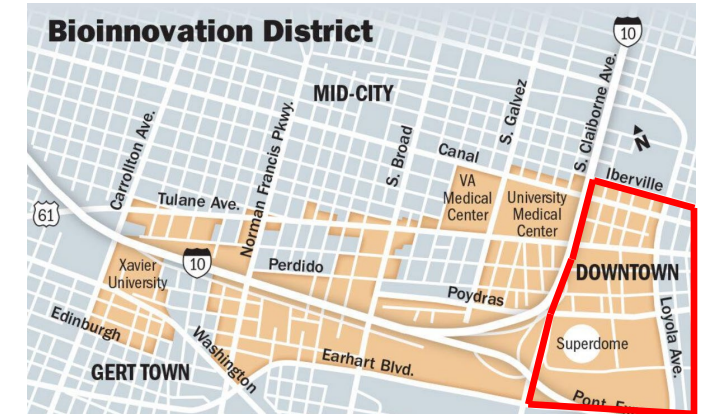 Bioinnovation District
10
MID-CITY
S. Galvez
S. Claiborne Ave.
N
Carrollton Ave.
Norman Francis Pkwy.
S. Broad
Canal
Iberville
VA
Medical
Center
University
Medical
Center
Tulane Ave.
61
10
Xavier
University
Perdido
Poydras
DOWNTOWN
Loyola Ave.
Superdome
Edinburgh
Washington
Earhart Blvd.
GERT TOWN
Pont.